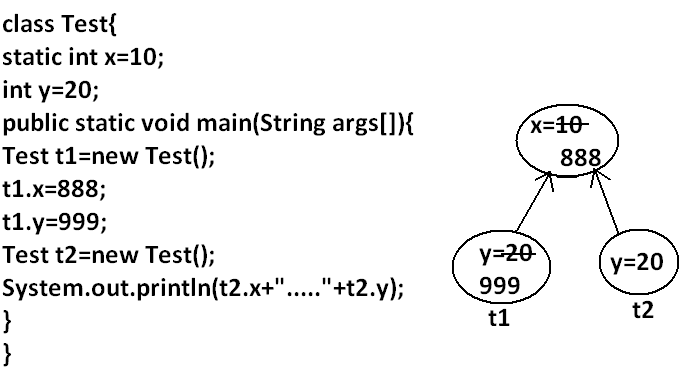 class Test{
static int x=10;
int y=20;
public static void main(String args[]){
Test t1=new Test();
t1.x=888;
t1.y=999;
Test t2=new Test();
System.out.println(t2.x+"....."+t2.y);
}
}
x=10
888
y=20
999
t1
y=20
t2